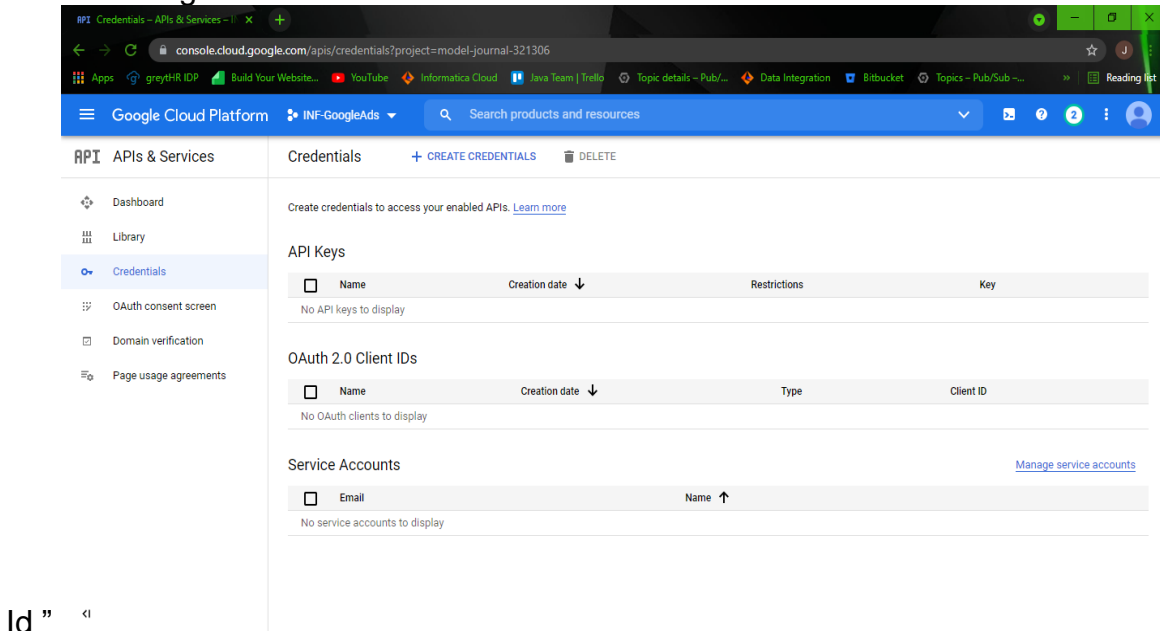 API Credentials – APIs & Services – I
console.cloud.google.com/apis/credentials?project=model-journal-321306
J
Apps greytHR IDP Build Your Website... YouTube Informatica Cloud Java Team | Trello Topic details – Pub/... Data Integration Bitbucket Topics – Pub/Sub –... » Reading list
Google Cloud Platform INF-GoogleAds Search products and resources 2
API APIs & Services Credentials + CREATE CREDENTIALS DELETE
Dashboard Create credentials to access your enabled APIs. Learn more
Library
API Keys
Credentials
Name Creation date Restrictions Key
OAuth consent screen No API keys to display
Domain verification
OAuth 2.0 Client IDs
Page usage agreements
Name Creation date Type Client ID
No OAuth clients to display
Service Accounts Manage service accounts
Email Name
No service accounts to display
Id ”